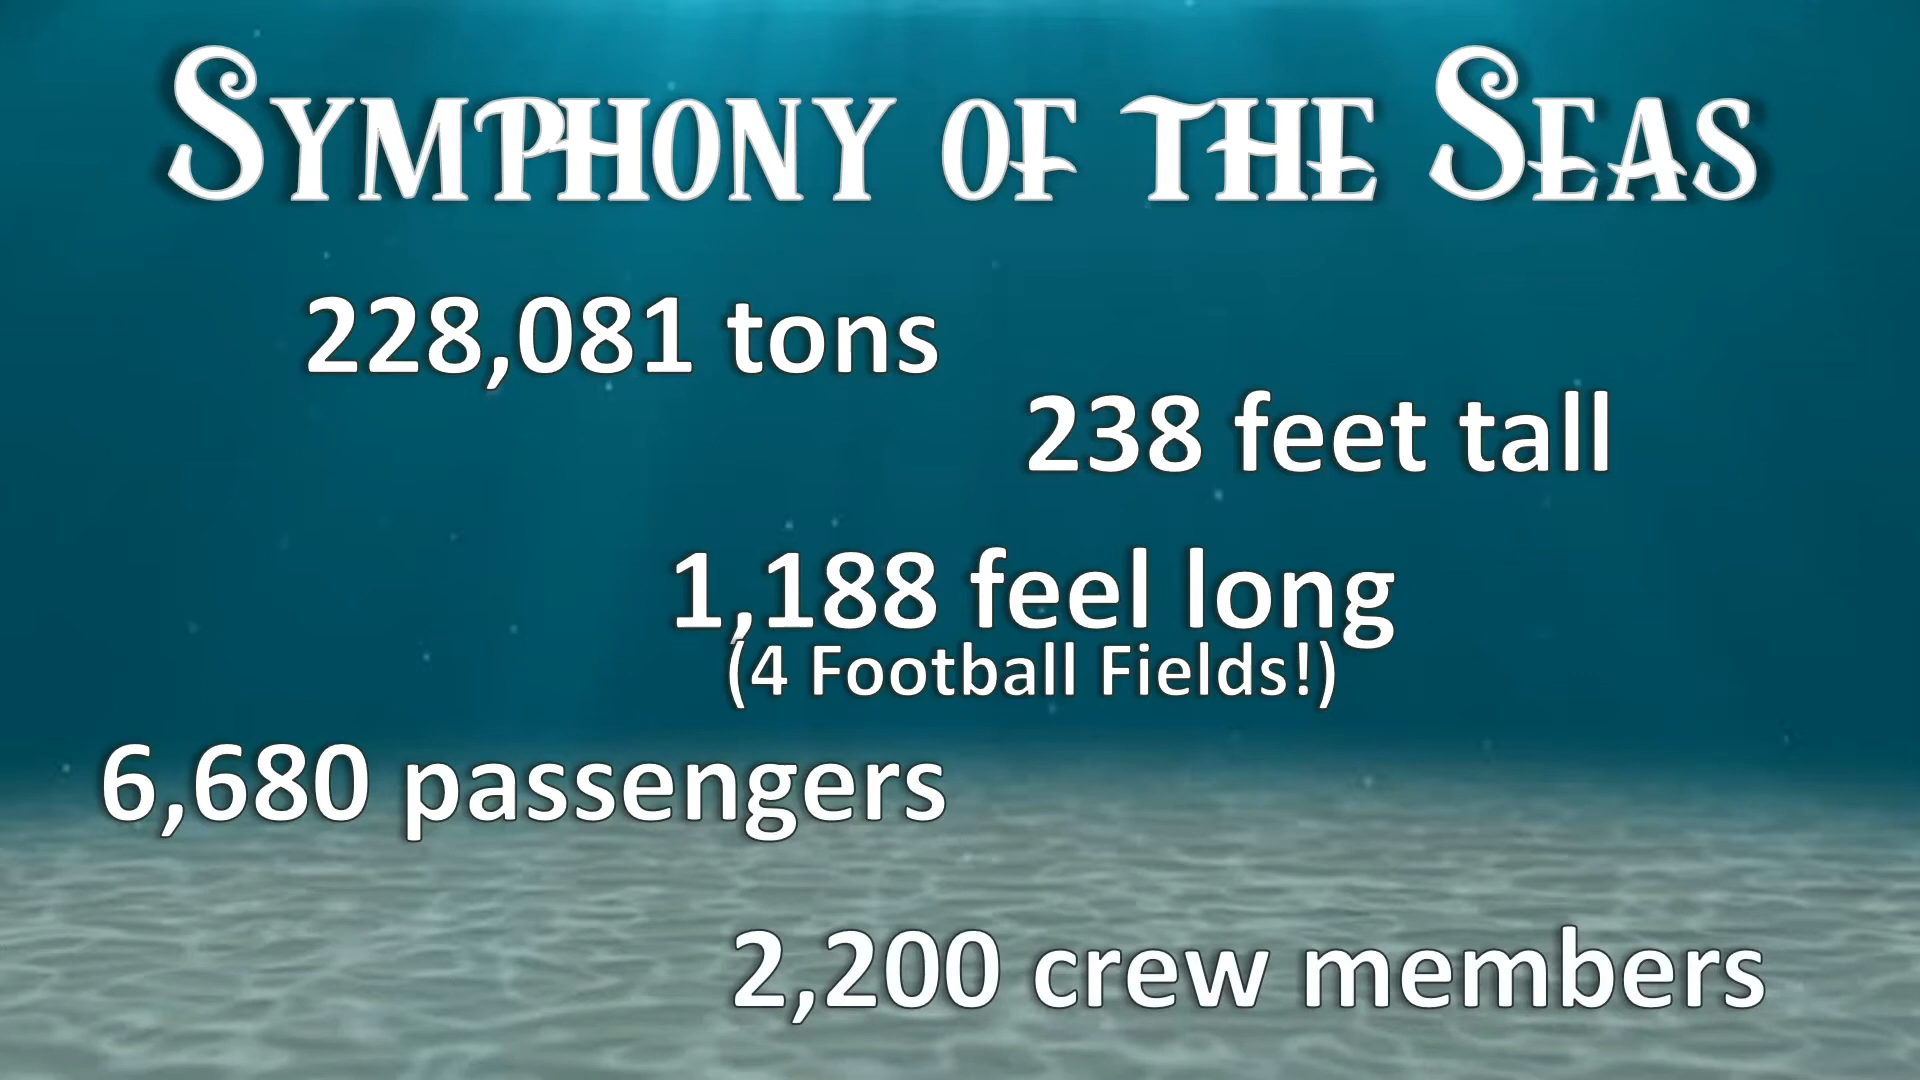 Symphony of the Seas
228,081 tons
238 feet tall
1,188 feel long
(4 Football Fields!)
6,680 passengers
2,200 crew members